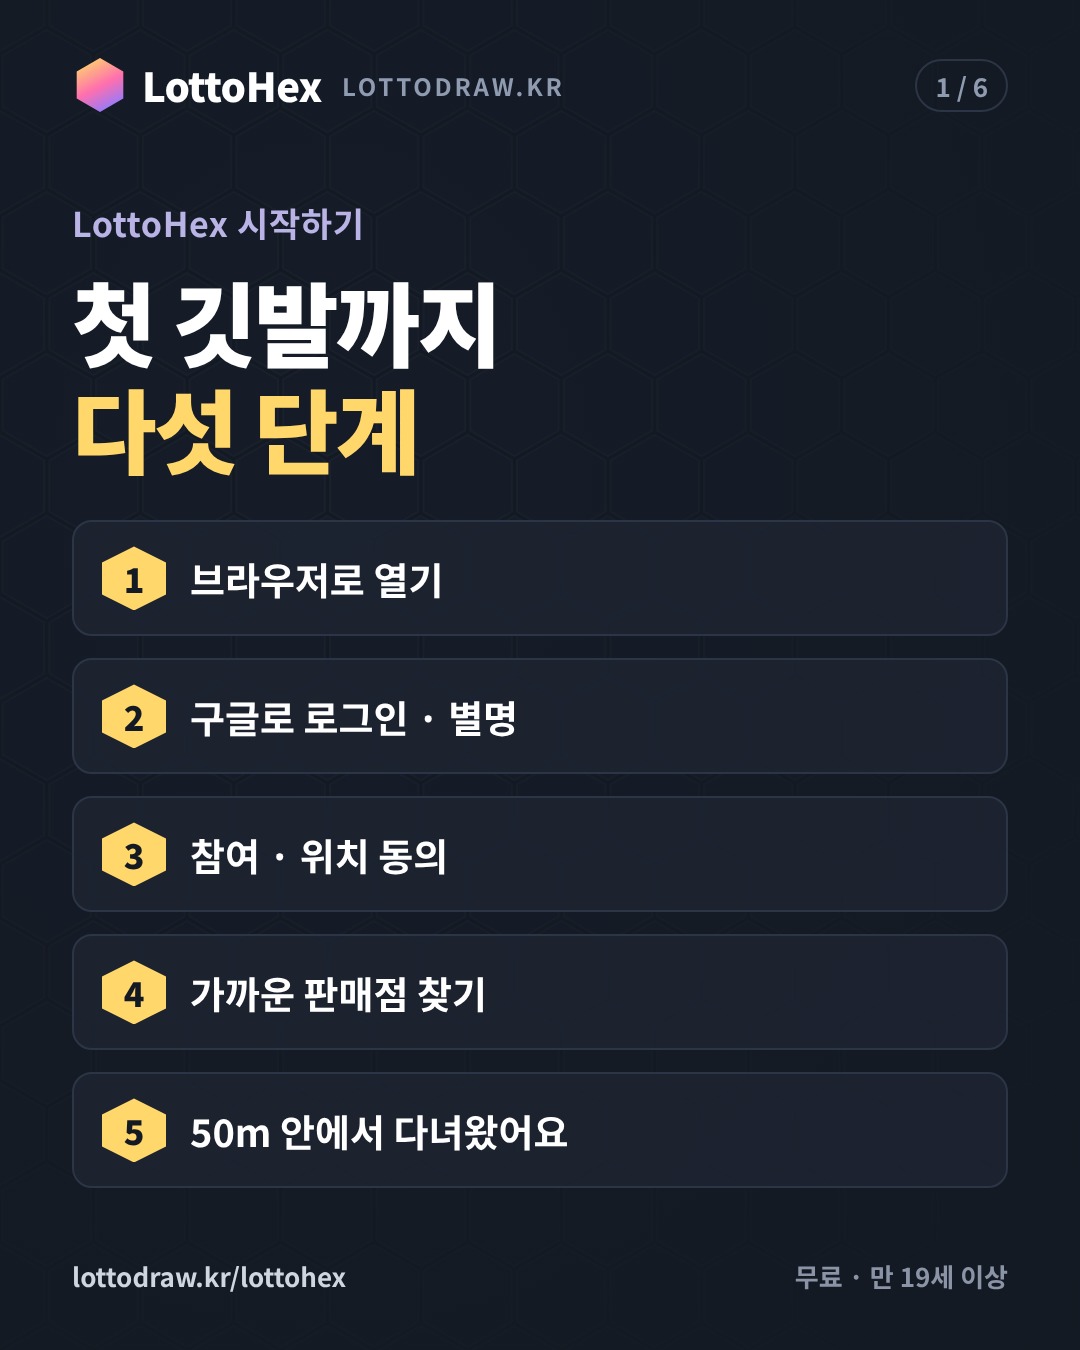 LottoHex LOTTODRAW.KR
1 / 6
LottoHex 시작하기
첫 깃발까지
다섯 단계
1 브라우저로 열기
2 구글로 로그인 · 별명
3 참여 · 위치 동의
4 가까운 판매점 찾기
5 50m 안에서 다녀왔어요
lottodraw.kr/lottohex
무료 · 만 19세 이상